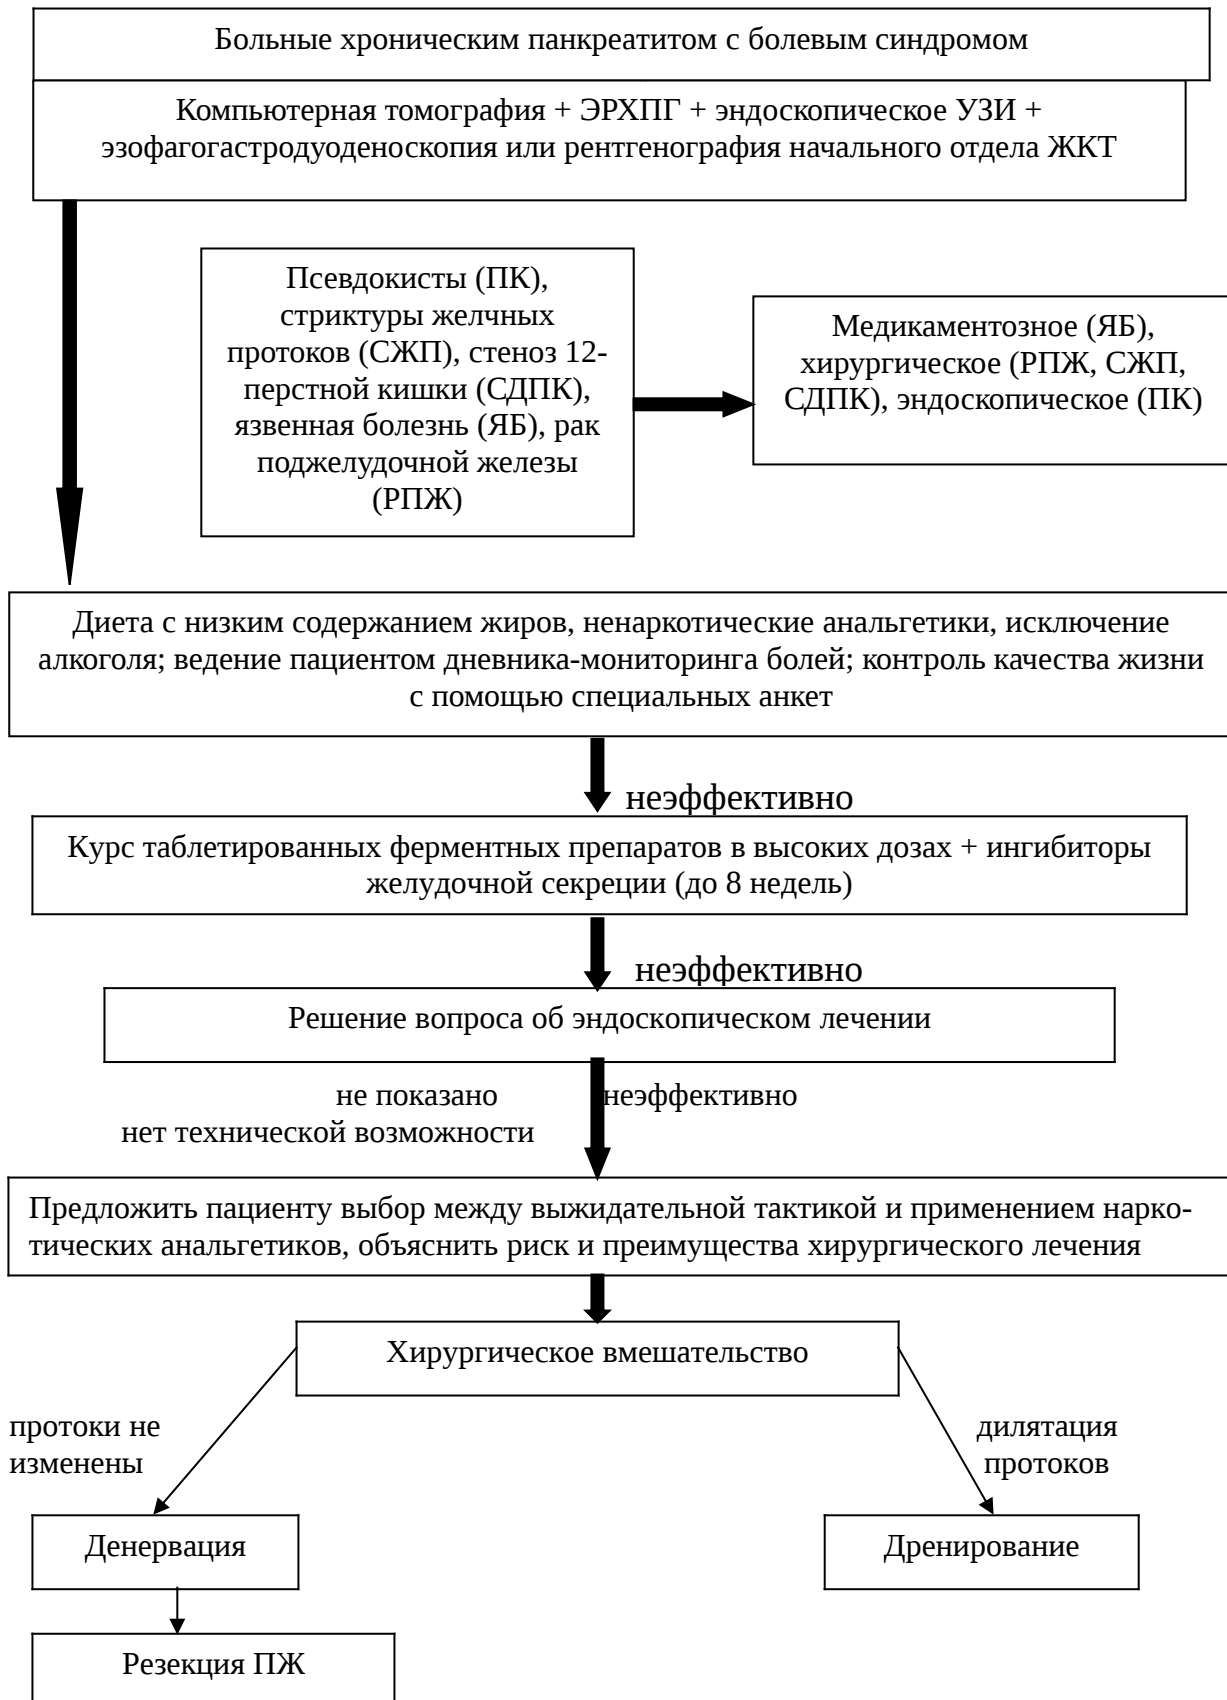 Больные хроническим панкреатитом с болевым синдромом
Компьютерная томография + ЭРХПГ + эндоскопическое УЗИ +
эзофагогастродуоденоскопия или рентгенография начального отдела ЖКТ
Псевдокисты (ПК),
стриктуры желчных
протоков (СЖП), стеноз 12-
перстной кишки (СДПК),
язвенная болезнь (ЯБ), рак
поджелудочной железы
(РПЖ)
Медикаментозное (ЯБ),
хирургическое (РПЖ, СЖП,
СДПК), эндоскопическое (ПК)
Диета с низким содержанием жиров, ненаркотические анальгетики, исключение
алкоголя; ведение пациентом дневника-мониторинга болей; контроль качества жизни
с помощью специальных анкет
неэффективно
Курс таблетированных ферментных препаратов в высоких дозах + ингибиторы
желудочной секреции (до 8 недель)
неэффективно
Решение вопроса об эндоскопическом лечении
не показано неэффективно
нет технической возможности
Предложить пациенту выбор между выжидательной тактикой и применением нарко-
тических анальгетиков, объяснить риск и преимущества хирургического лечения
Хирургическое вмешательство
протоки не
изменены
дилятация
протоков
Денервация
Дренирование
Резекция ПЖ